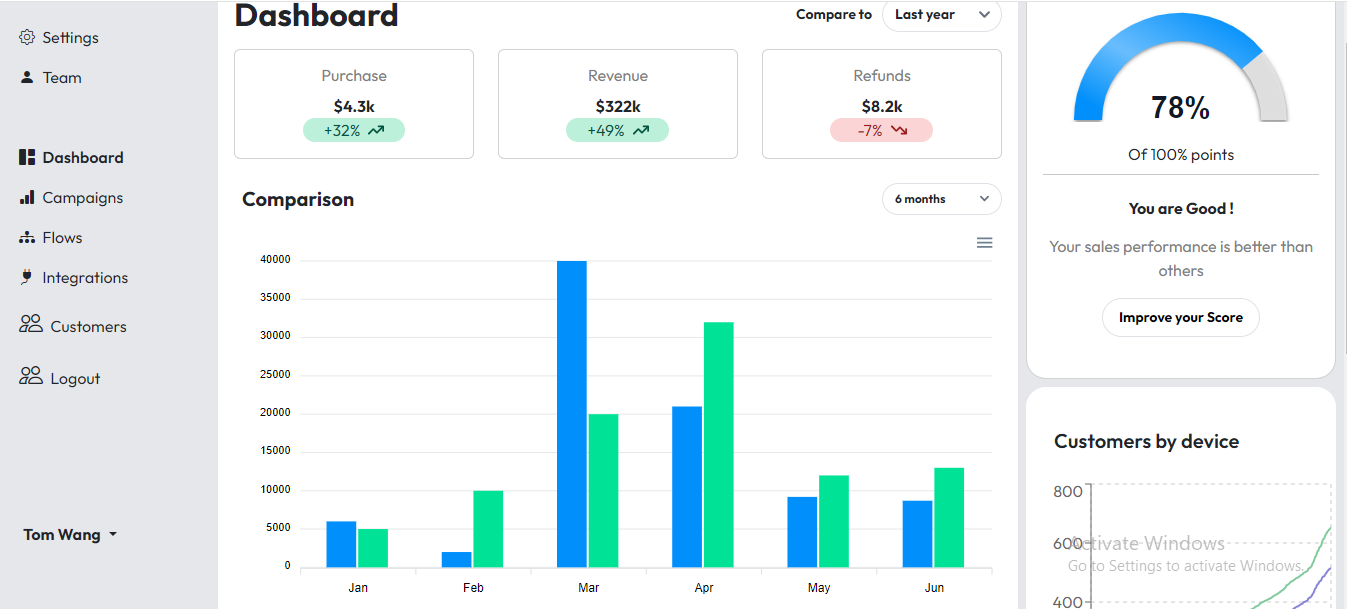 Settings
Team
Dashboard
Campaigns
Flows
Integrations
Customers
Logout
Tom Wang
Dashboard
Compare to
Last year
Purchase
$4.3k
+32%
Revenue
$322k
+49%
Refunds
$8.2k
-7%
Comparison
6 months
40000
35000
30000
25000
20000
15000
10000
5000
0
Jan Feb Mar Apr May Jun
78%
Of 100% points
You are Good !
Your sales performance is better than
others
Improve your Score
Customers by device
800
600
400
Activate Windows
Go to Settings to activate Windows.